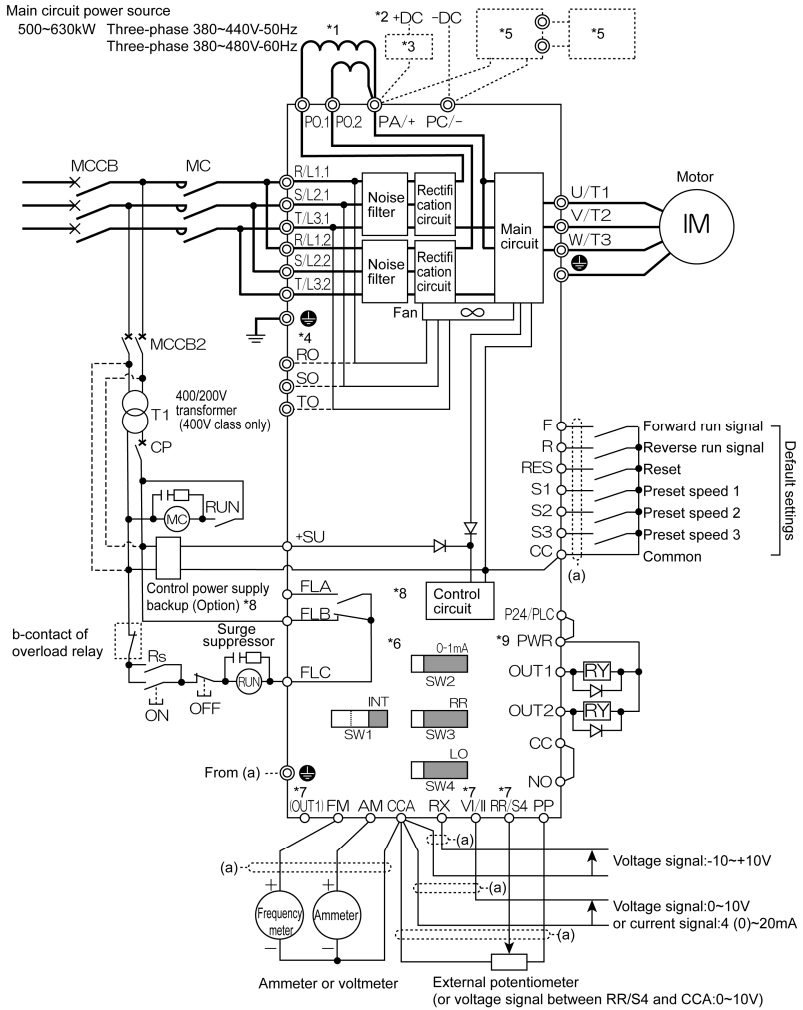 Main circuit power source
500~630kW Three-phase 380~440V-50Hz
Three-phase 380~480V-60Hz
*1
*2 +DC −DC
*3
*5
*5
PO.1
PO.2
PA/+
PC/-
MCCB
MC
R/L1.1
S/L2.1
T/L3.1
R/L1.2
S/L2.2
T/L3.2
Noise
filter
Rectifi
cation
circuit
Noise
filter
Rectifi
cation
circuit
Main
circuit
Fan
U/T1
V/T2
W/T3
Motor
IM
*4
RO
SO
TO
MCCB2
T1
400/200V
transformer
(400V class only)
CP
MC
RUN
+SU
Control power supply
backup (Option) *8
F
R
RES
S1
S2
S3
CC
(a)
Forward run signal
Reverse run signal
Reset
Preset speed 1
Preset speed 2
Preset speed 3
Common
Default settings
FLA
FLB
FLC
*8
Control
circuit
b-contact of
overload relay
Rs
ON
OFF
Surge
suppressor
RUN
*6
0-1mA
SW2
INT
SW1
RR
SW3
LO
SW4
P24/PLC
*9 PWR
OUT1
RY
OUT2
RY
CC
NO
From (a)
*7
(OUT1)
FM
AM
CCA
RX
*7
VI/II
*7
RR/S4
PP
(a)
(a)
(a)
(a)
+
Frequency
meter
−
+
Ammeter
−
Ammeter or voltmeter
Voltage signal:-10~+10V
Voltage signal:0~10V
or current signal:4 (0)~20mA
External potentiometer
(or voltage signal between RR/S4 and CCA:0~10V)